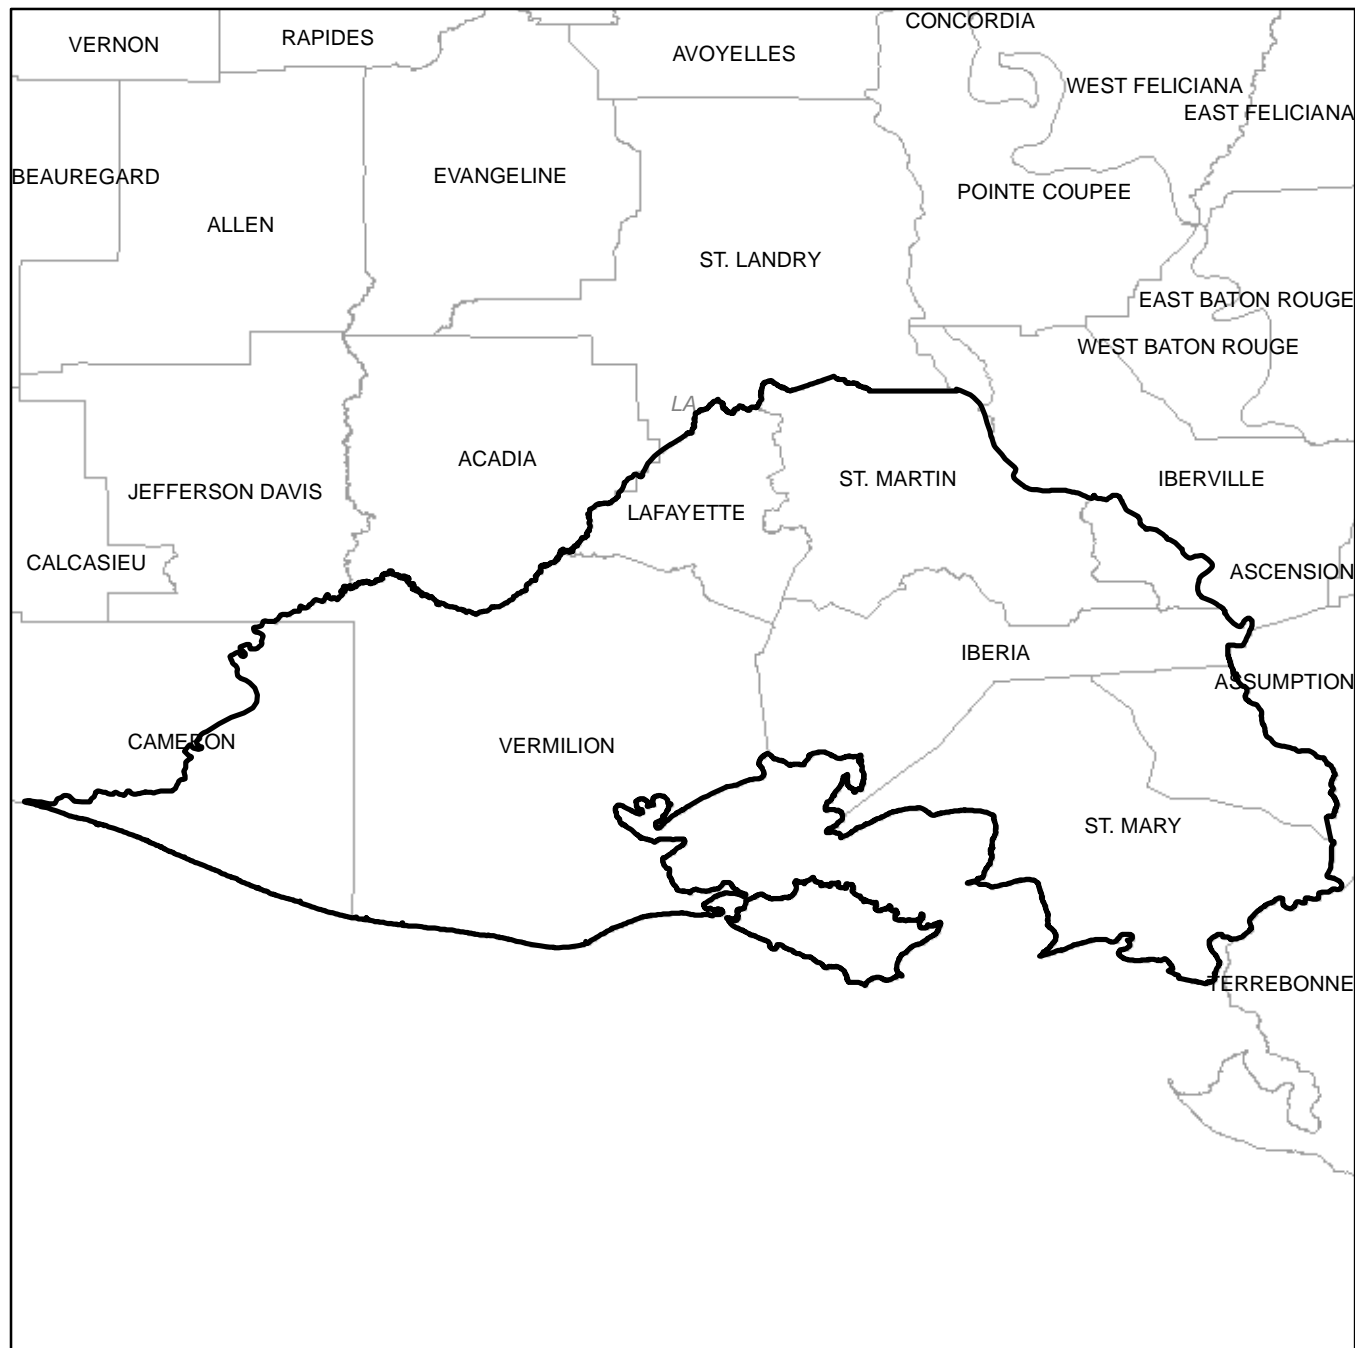 CONCORDIA
VERNON
RAPIDES
AVOYELLES
WEST FELICIANA
EAST FELICIANA
BEAUREGARD
EVANGELINE
POINTE COUPEE
ALLEN
ST. LANDRY
EAST BATON ROUGE
WEST BATON ROUGE
LA
ACADIA
ST. MARTIN
IBERVILLE
JEFFERSON DAVIS
LAFAYETTE
CALCASIEU
ASCENSION
IBERIA
ASSUMPTION
CAMERON
VERMILION
ST. MARY
TERREBONNE